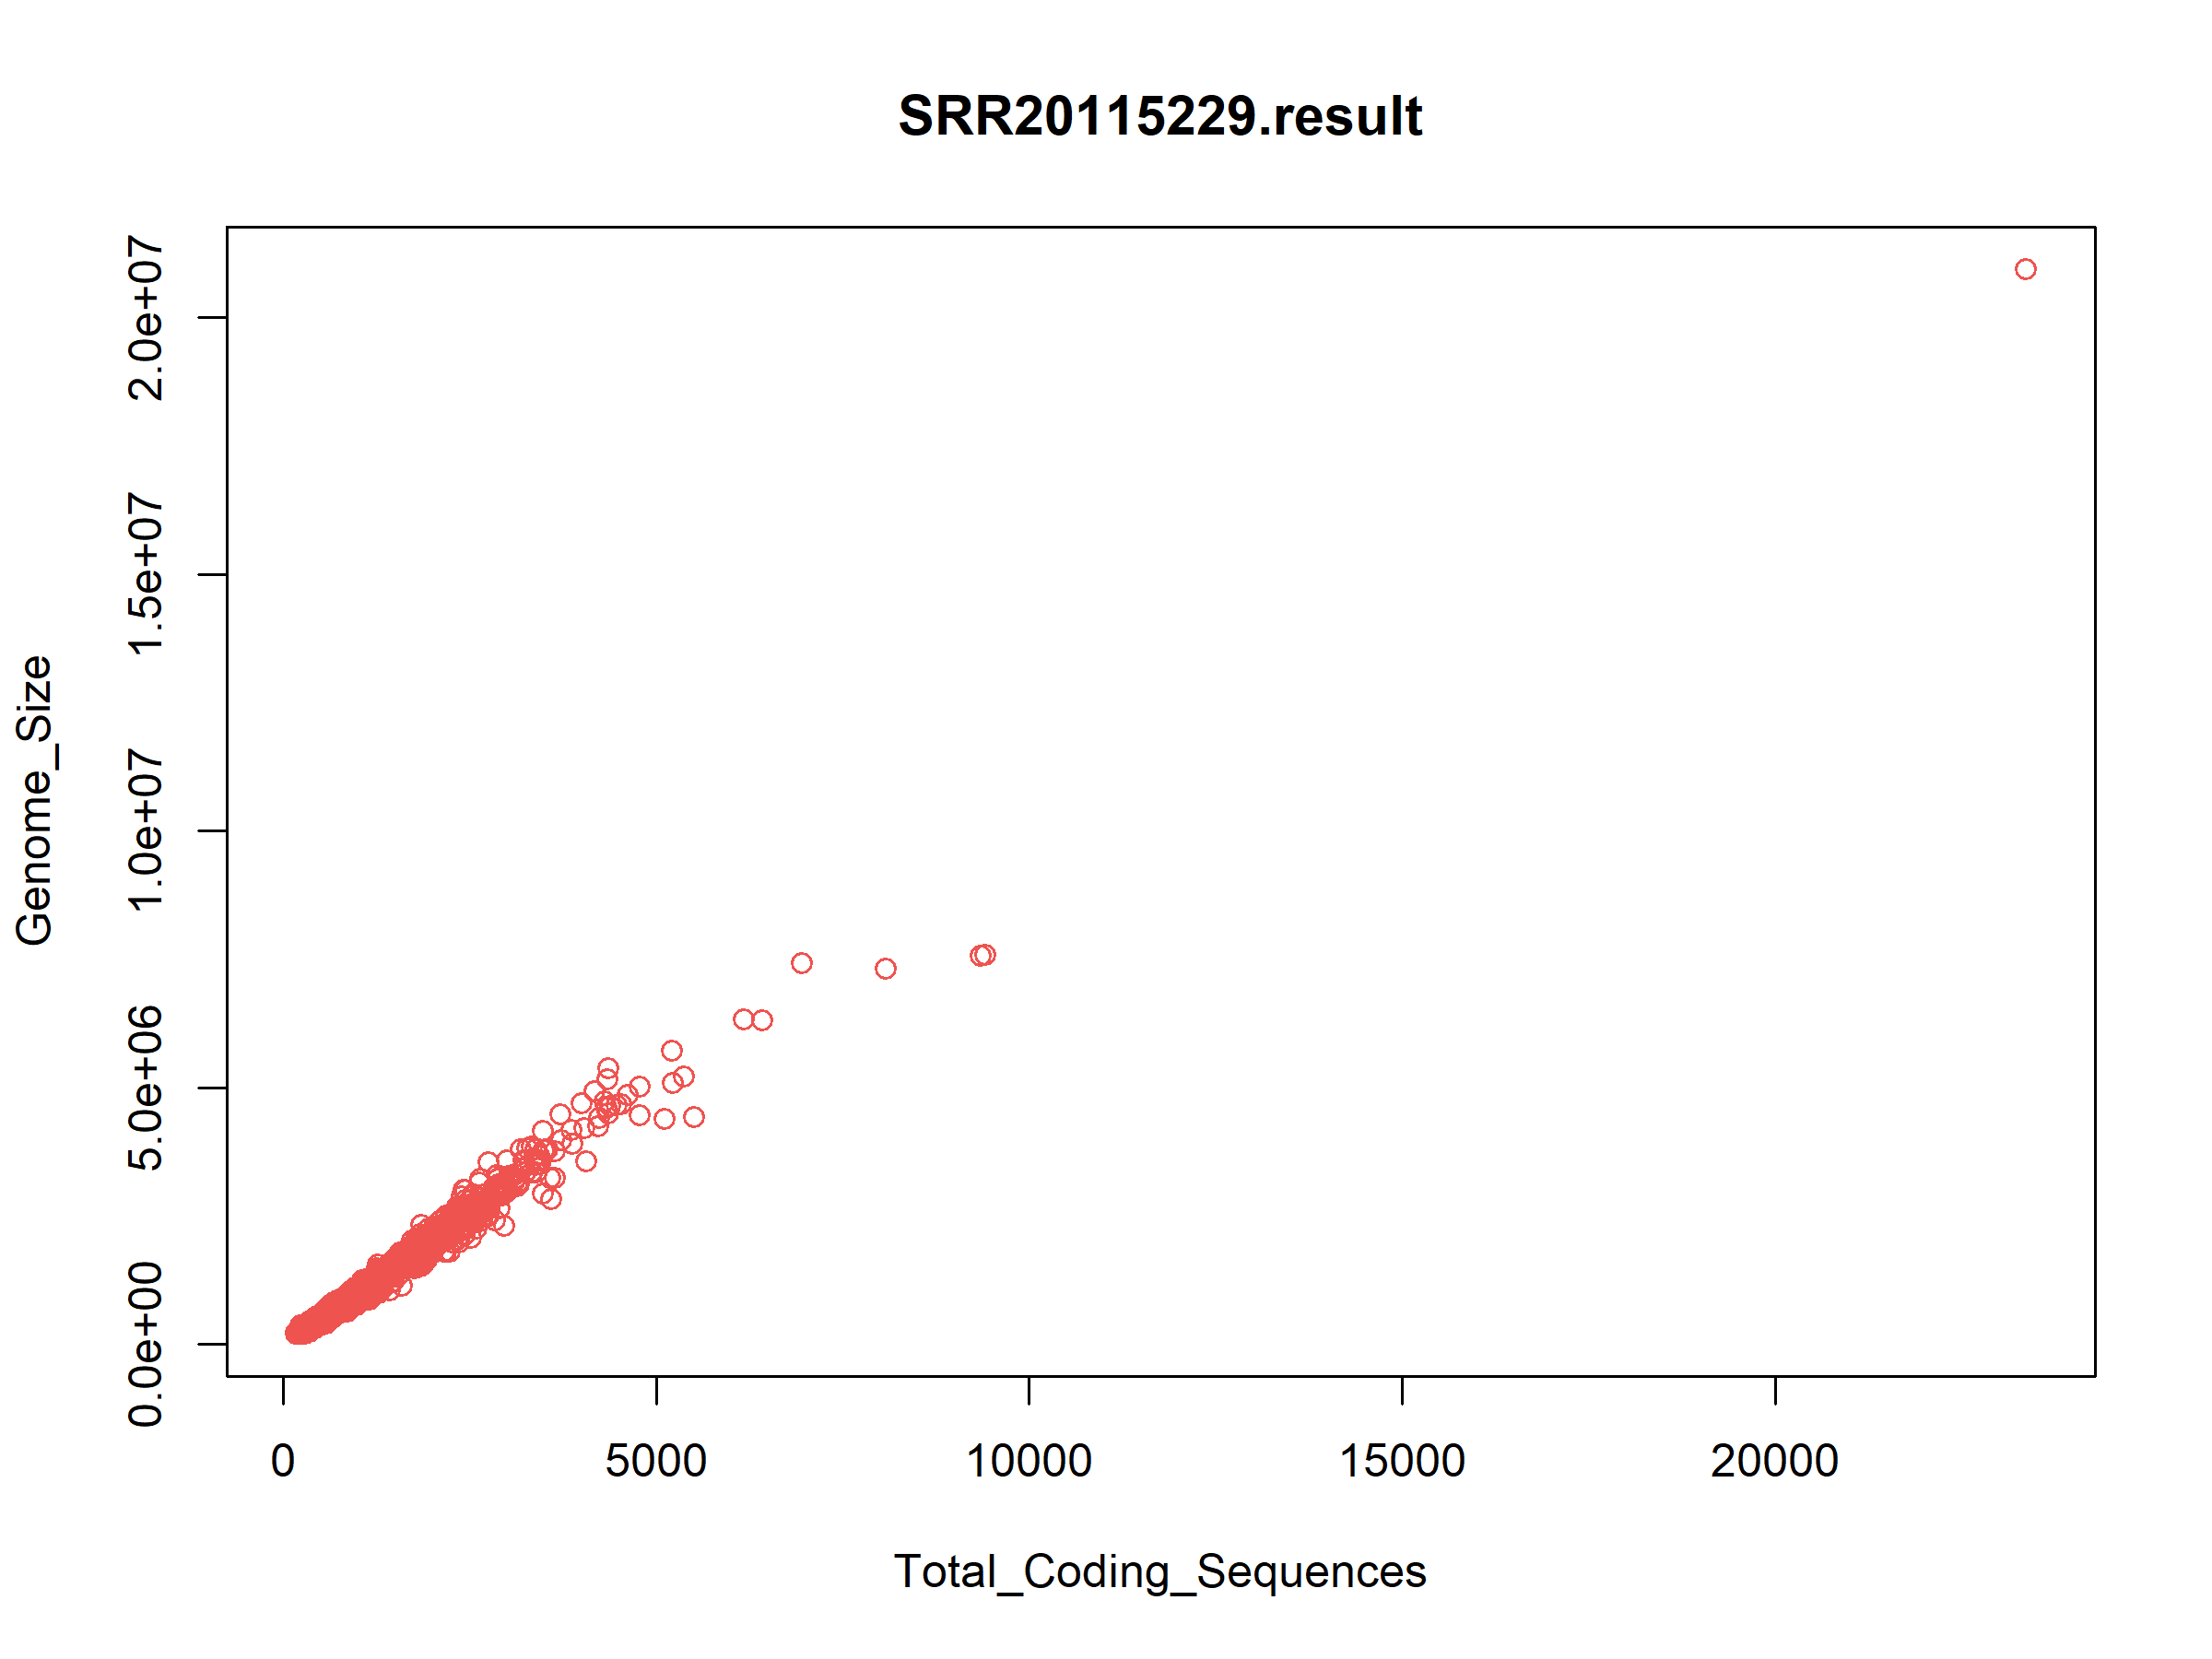 SRR20115229.result
Genome_Size
2.0e+07
1.5e+07
1.0e+07
5.0e+06
0.0e+00
0 5000 10000 15000 20000
Total_Coding_Sequences